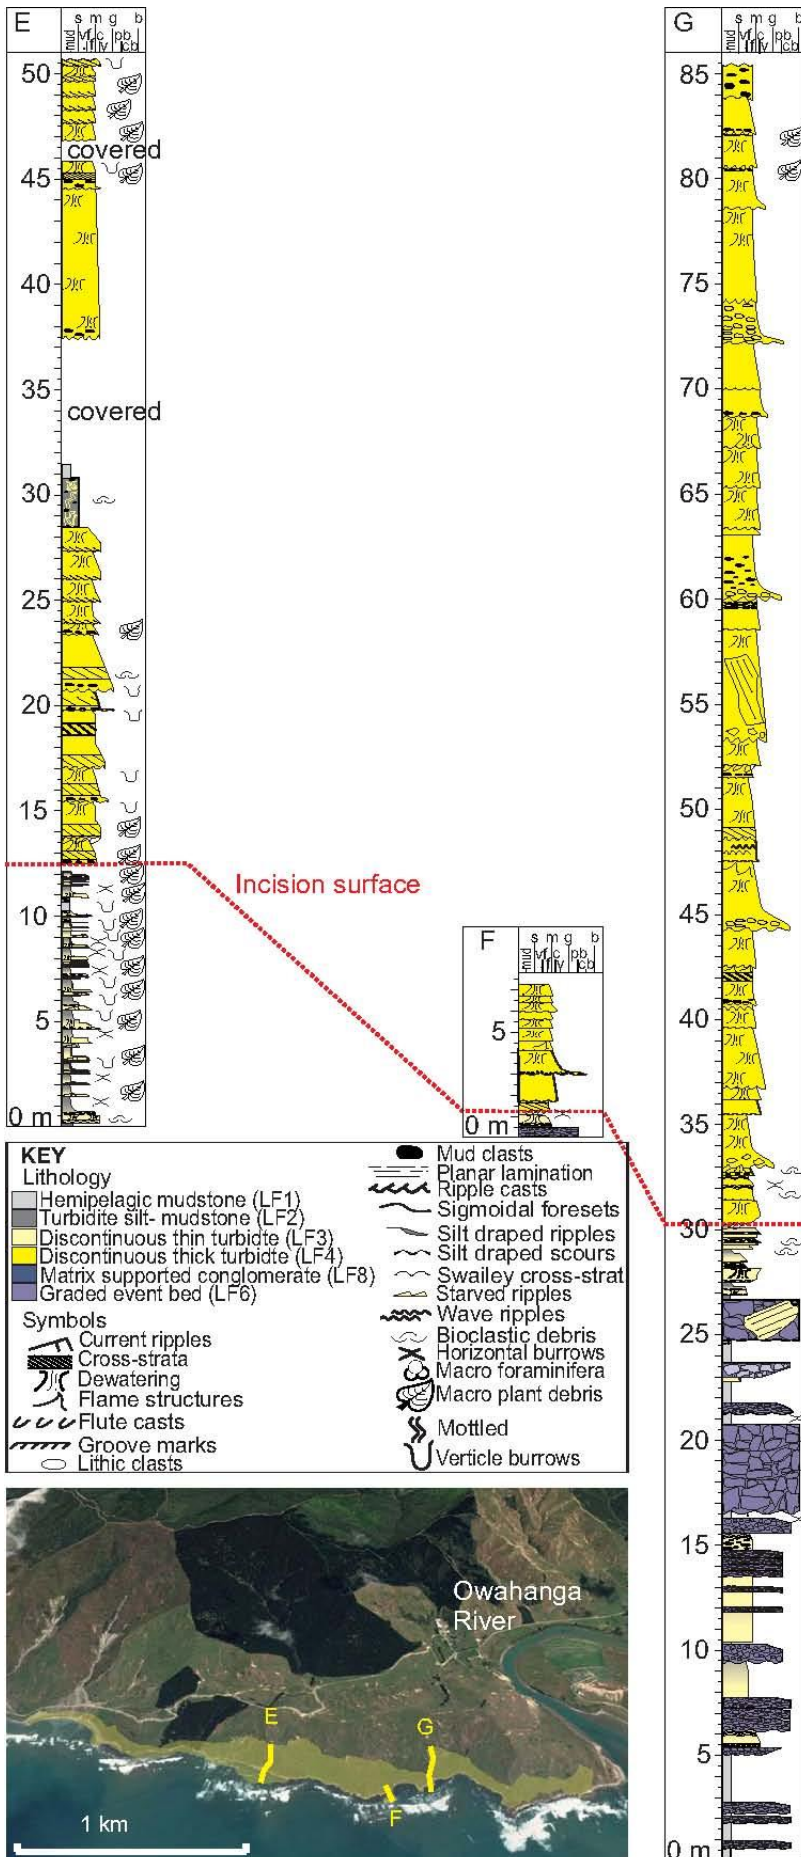 E
s m g b
mud vf f c v pb cb
50
covered
45
40
35
covered
30
25
20
15
10
5
0 m
Incision surface
F
s m g b
mud vf f c v pb cb
5
0 m
G
s m g b
mud vf f c v pb cb
85
80
75
70
65
60
55
50
45
40
35
30
25
20
15
10
5
0 m
KEY
Lithology
Hemipelagic mudstone (LF1)
Turbidite silt- mudstone (LF2)
Discontinuous thin turbidte (LF3)
Discontinuous thick turbidte (LF4)
Matrix supported conglomerate (LF8)
Graded event bed (LF6)
Symbols
Current ripples
Cross-strata
Dewatering
Flame structures
Flute casts
Groove marks
Lithic clasts
Mud clasts
Planar lamination
Ripple casts
Sigmoidal foresets
Silt draped ripples
Silt draped scours
Swailey cross-strat
Starved ripples
Wave ripples
Bioclastic debris
Horizontal burrows
Macro foraminifera
Macro plant debris
Mottled
Verticle burrows
Owahanga
River
E
G
F
1 km